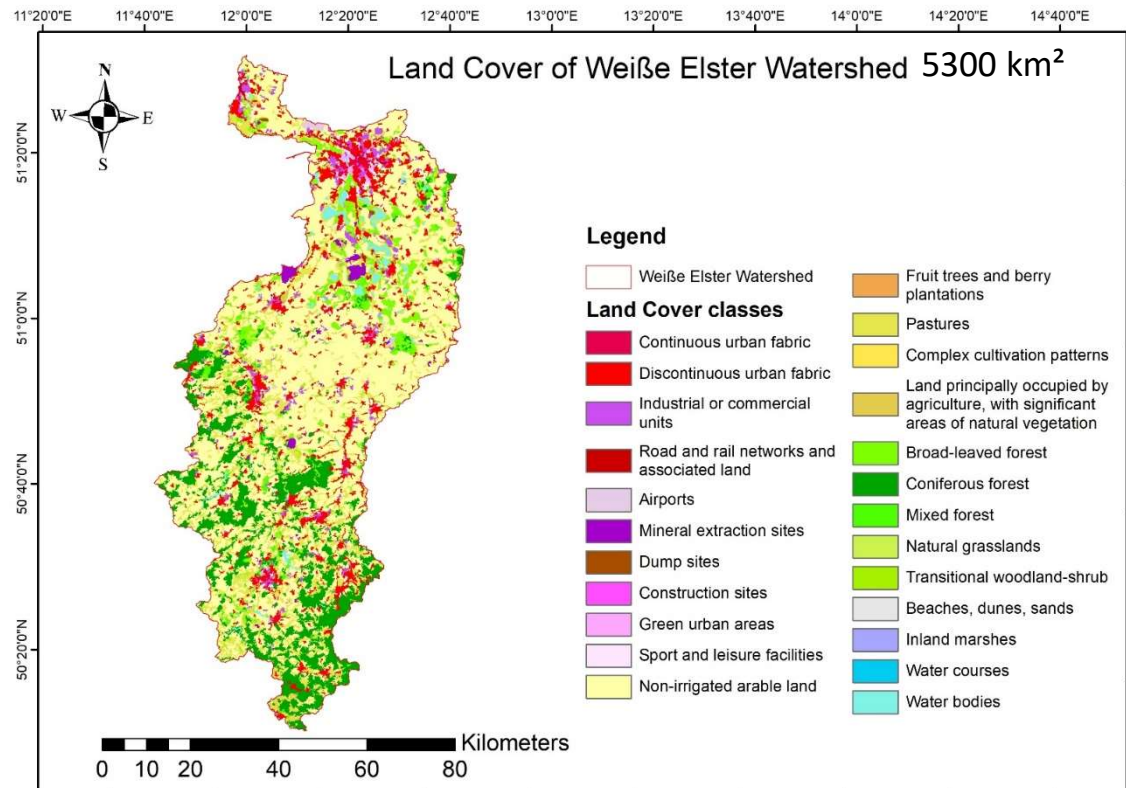 11°20'0"E 11°40'0"E 12°0'0"E 12°20'0"E 12°40'0"E 13°0'0"E 13°20'0"E 13°40'0"E 14°0'0"E 14°20'0"E 14°40'0"E
Land Cover of Weiße Elster Watershed 5300 km²
N
W E
S
51°20'0"N
51°0'0"N
50°40'0"N
50°20'0"N
Legend
Weiße Elster Watershed
Land Cover classes
Continuous urban fabric
Discontinuous urban fabric
Industrial or commercial
units
Road and rail networks and
associated land
Airports
Mineral extraction sites
Dump sites
Construction sites
Green urban areas
Sport and leisure facilities
Non-irrigated arable land
Fruit trees and berry
plantations
Pastures
Complex cultivation patterns
Land principally occupied by
agriculture, with significant
areas of natural vegetation
Broad-leaved forest
Coniferous forest
Mixed forest
Natural grasslands
Transitional woodland-shrub
Beaches, dunes, sands
Inland marshes
Water courses
Water bodies
Kilometers
0 10 20 40 60 80